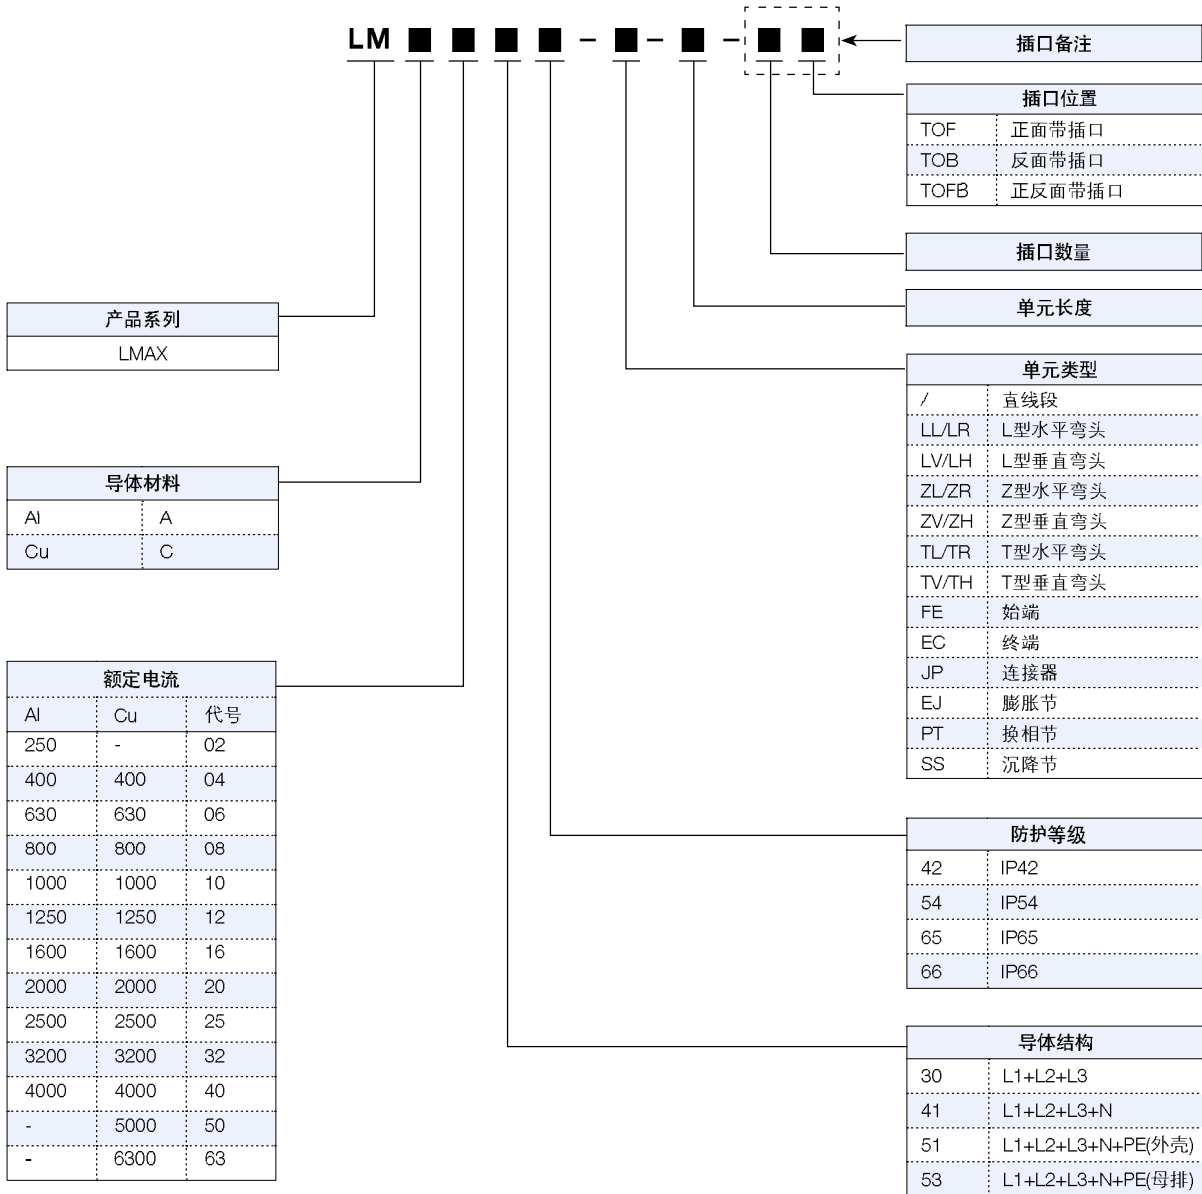 LM ■ ■ ■ ■ - ■ - ■ - ■ ■
插口备注
插口位置
TOF 正面带插口
TOB 反面带插口
TOFB 正反面带插口
插口数量
单元长度
产品系列
LMAX
单元类型
/ 直线段
LL/LR L型水平弯头
LV/LH L型垂直弯头
ZL/ZR Z型水平弯头
ZV/ZH Z型垂直弯头
TL/TR T型水平弯头
TV/TH T型垂直弯头
FE 始端
EC 终端
JP 连接器
EJ 膨胀节
PT 换相节
SS 沉降节
导体材料
Al A
Cu C
额定电流
Al Cu 代号
250 - 02
400 400 04
630 630 06
800 800 08
1000 1000 10
1250 1250 12
1600 1600 16
2000 2000 20
2500 2500 25
3200 3200 32
4000 4000 40
- 5000 50
- 6300 63
防护等级
42 IP42
54 IP54
65 IP65
66 IP66
导体结构
30 L1+L2+L3
41 L1+L2+L3+N
51 L1+L2+L3+N+PE(外壳)
53 L1+L2+L3+N+PE(母排)